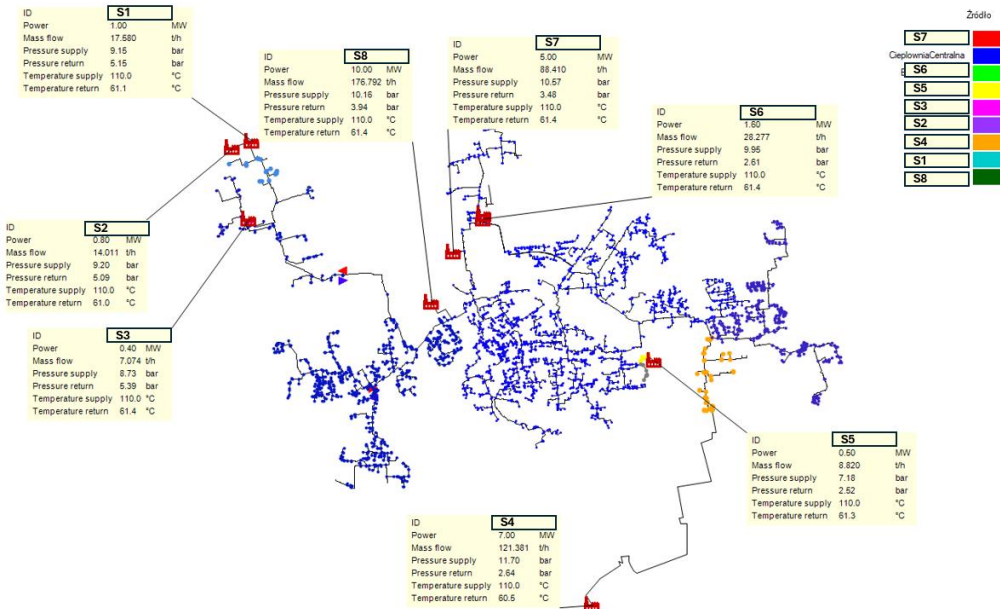 ID S1
Power 1.00 MW
Mass flow 17.580 t/h
Pressure supply 9.15 bar
Pressure return 5.15 bar
Temperature supply 110.0 °C
Temperature return 61.1 °C
ID S8
Power 10.00 MW
Mass flow 176.792 t/h
Pressure supply 10.16 bar
Pressure return 3.94 bar
Temperature supply 110.0 °C
Temperature return 61.4 °C
ID S7
Power 5.00 MW
Mass flow 88.410 t/h
Pressure supply 10.57 bar
Pressure return 3.48 bar
Temperature supply 110.0 °C
Temperature return 61.4 °C
ID S6
Power 1.60 MW
Mass flow 28.277 t/h
Pressure supply 9.95 bar
Pressure return 2.61 bar
Temperature supply 110.0 °C
Temperature return 61.4 °C
Źródło
S7
CieplowniaCentralna
S6
S5
S3
S2
S4
S1
S8
ID S2
Power 0.80 MW
Mass flow 14.011 t/h
Pressure supply 9.20 bar
Pressure return 5.09 bar
Temperature supply 110.0 °C
Temperature return 61.0 °C
ID S3
Power 0.40 MW
Mass flow 7.074 t/h
Pressure supply 8.73 bar
Pressure return 5.39 bar
Temperature supply 110.0 °C
Temperature return 61.4 °C
ID S5
Power 0.50 MW
Mass flow 8.820 t/h
Pressure supply 7.18 bar
Pressure return 2.52 bar
Temperature supply 110.0 °C
Temperature return 61.3 °C
ID S4
Power 7.00 MW
Mass flow 121.381 t/h
Pressure supply 11.70 bar
Pressure return 2.64 bar
Temperature supply 110.0 °C
Temperature return 60.5 °C